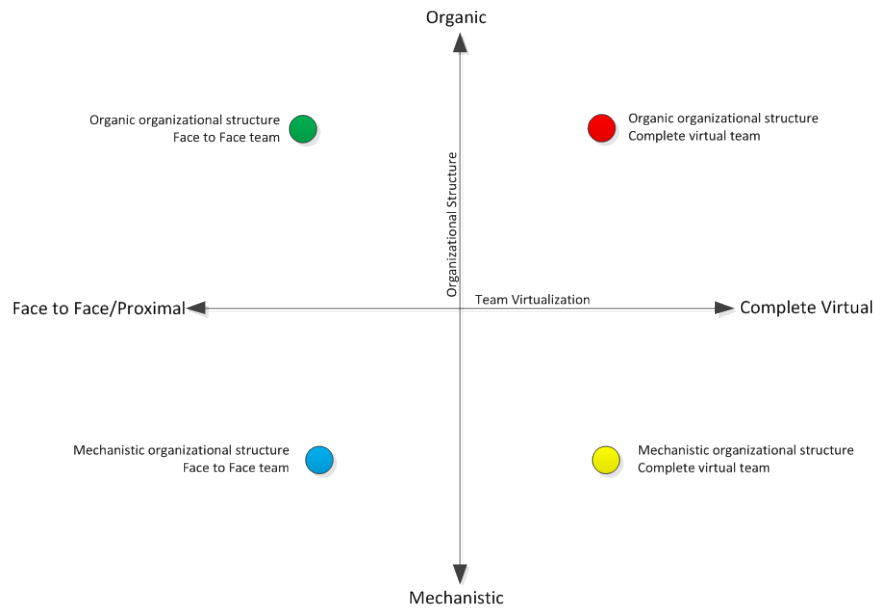 Organic
Organic organizational structure
Face to Face team
Organic organizational structure
Complete virtual team
Organizational Structure
Team Virtualization
Face to Face/Proximal
Complete Virtual
Mechanistic organizational structure
Face to Face team
Mechanistic organizational structure
Complete virtual team
Mechanistic